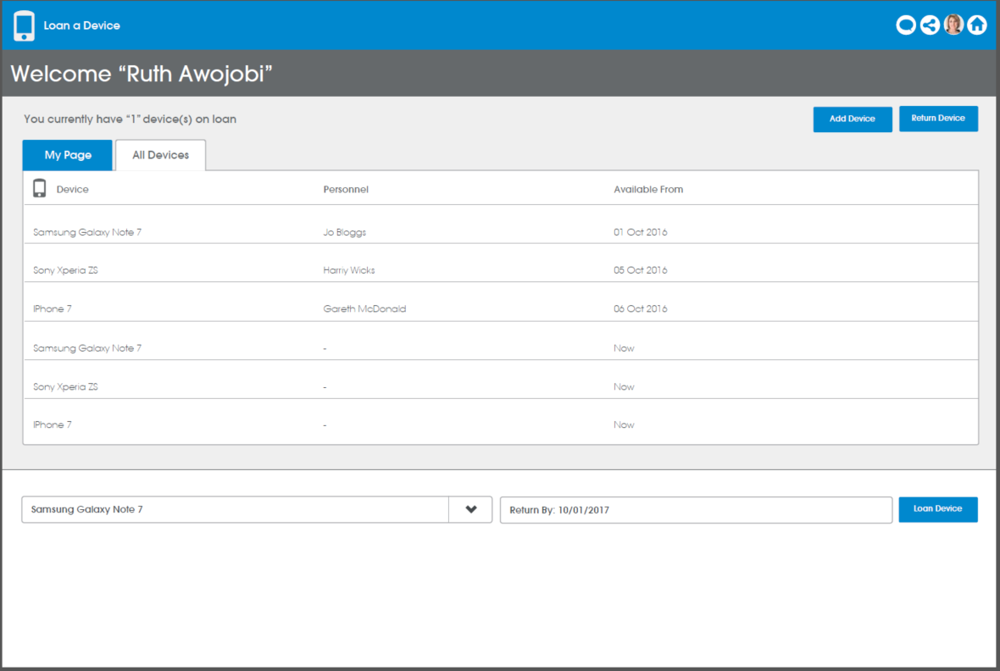 Loan a Device
Welcome “Ruth Awojobi”
You currently have “1” device(s) on loan
Add Device
Return Device
My Page
All Devices
Device Personnel Available From
Samsung Galaxy Note 7 Jo Bloggs 01 Oct 2016
Sony Xperia ZS Harriy Wicks 05 Oct 2016
iPhone 7 Gareth McDonald 06 Oct 2016
Samsung Galaxy Note 7 - Now
Sony Xperia ZS - Now
iPhone 7 - Now
Samsung Galaxy Note 7
Return By: 10/01/2017
Loan Device